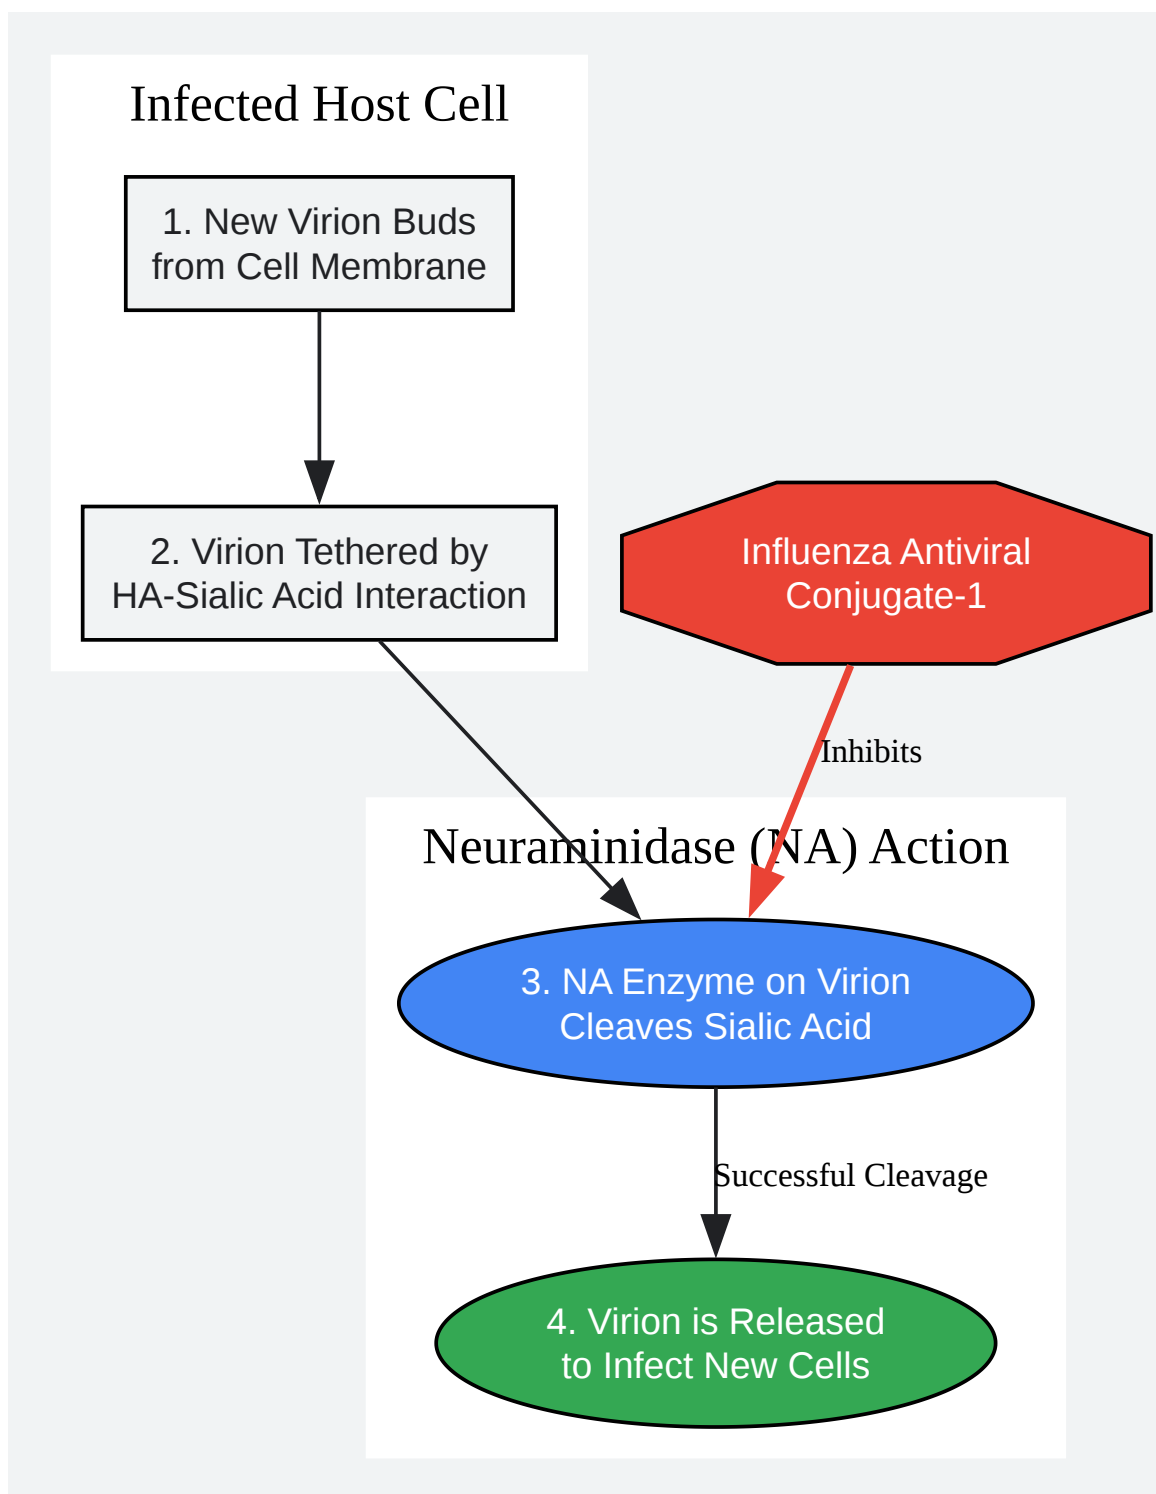 Infected Host Cell
1. New Virion Buds
from Cell Membrane
2. Virion Tethered by
HA-Sialic Acid Interaction
Influenza Antiviral
Conjugate-1
Inhibits
Neuraminidase (NA) Action
3. NA Enzyme on Virion
Cleaves Sialic Acid
Successful Cleavage
4. Virion is Released
to Infect New Cells